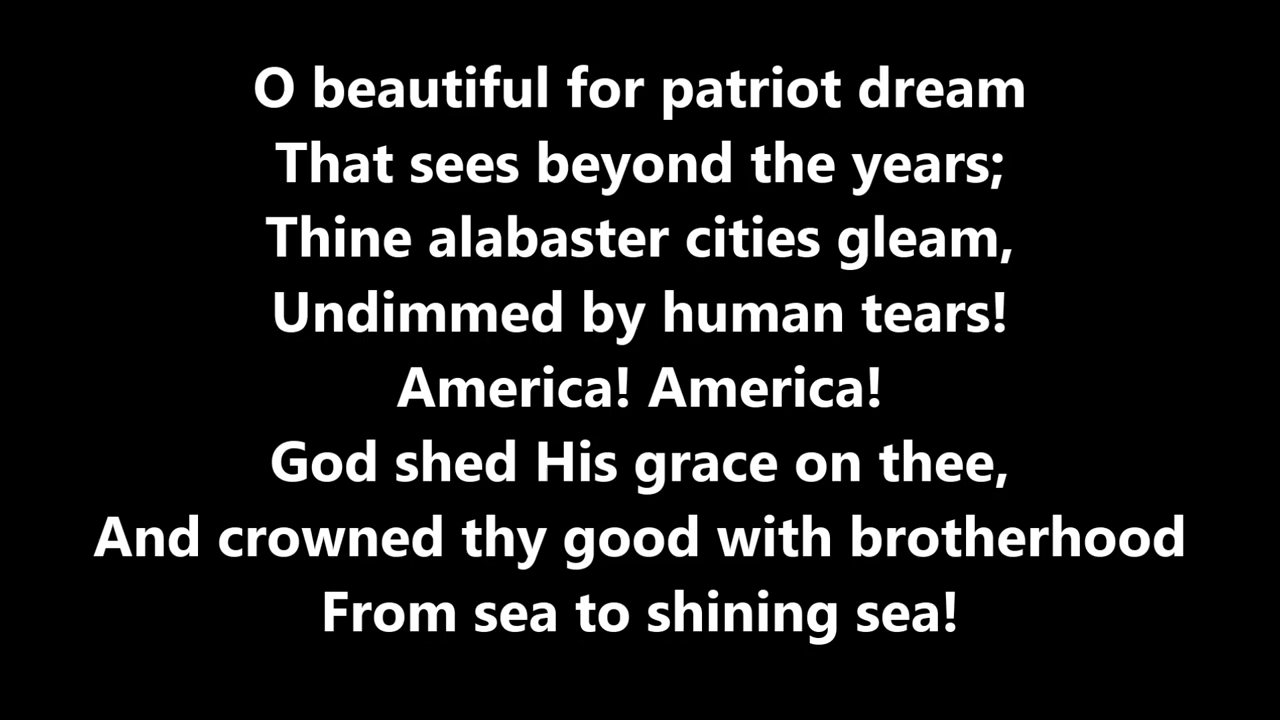 O beautiful for patriot dream
That sees beyond the years;
Thine alabaster cities gleam,
Undimmed by human tears!
America! America!
God shed His grace on thee,
And crowned thy good with brotherhood
From sea to shining sea!